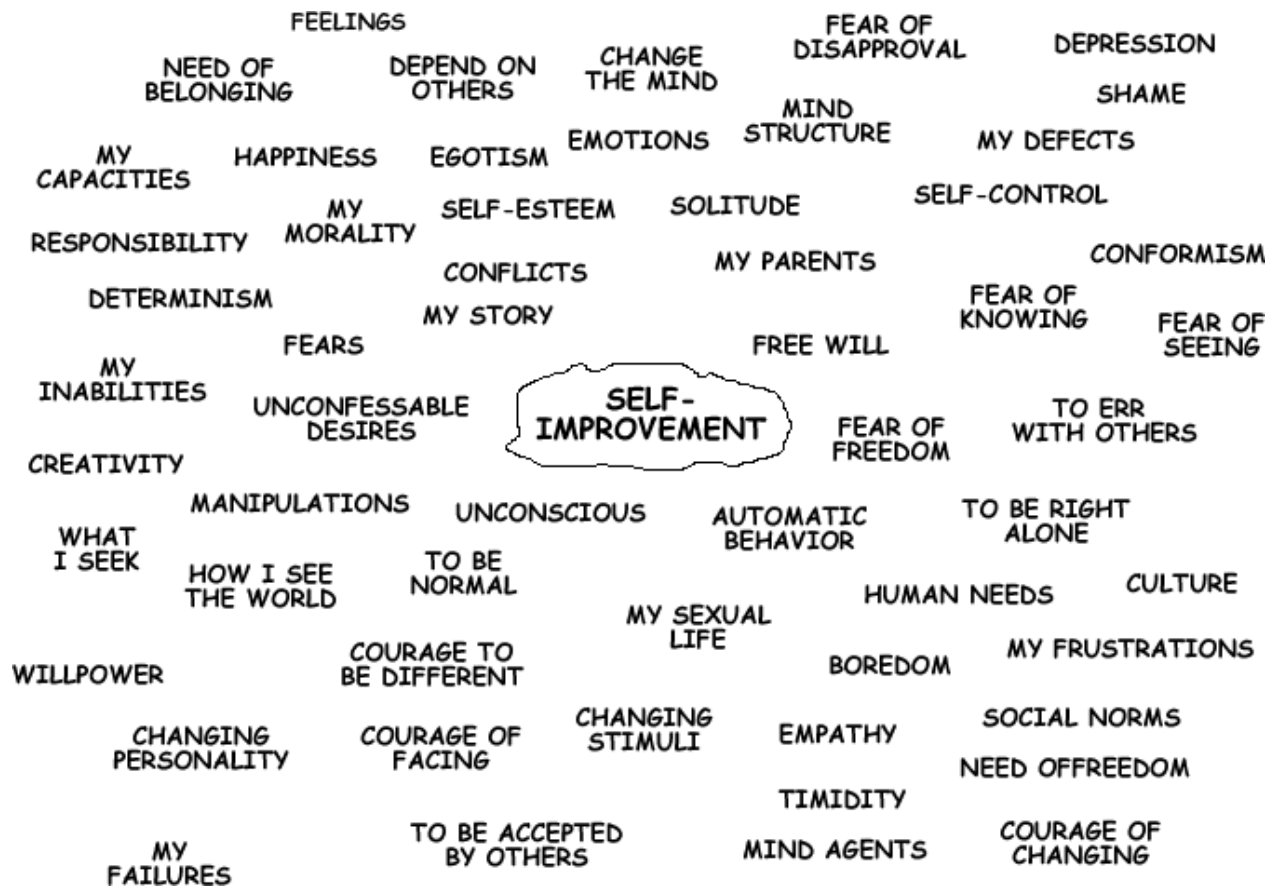 FEELINGS
NEED OF
BELONGING
DEPEND ON
OTHERS
CHANGE
THE MIND
FEAR OF
DISAPPROVAL
DEPRESSION
SHAME
MIND
STRUCTURE
EMOTIONS
MY DEFECTS
MY
CAPACITIES
HAPPINESS
EGOTISM
MY
MORALITY
SELF-ESTEEM
SOLITUDE
SELF-CONTROL
RESPONSIBILITY
CONFLICTS
MY PARENTS
CONFORMISM
DETERMINISM
MY STORY
FEAR OF
KNOWING
FEAR OF
SEEING
FEARS
FREE WILL
MY
INABILITIES
UNCONFESSABLE
DESIRES
SELF-
IMPROVEMENT
FEAR OF
FREEDOM
TO ERR
WITH OTHERS
CREATIVITY
MANIPULATIONS
UNCONSCIOUS
AUTOMATIC
BEHAVIOR
TO BE RIGHT
ALONE
WHAT
I SEEK
HOW I SEE
THE WORLD
TO BE
NORMAL
HUMAN NEEDS
CULTURE
MY SEXUAL
LIFE
WILLPOWER
COURAGE TO
BE DIFFERENT
BOREDOM
MY FRUSTRATIONS
CHANGING
PERSONALITY
COURAGE OF
FACING
CHANGING
STIMULI
EMPATHY
SOCIAL NORMS
NEED OFFREEDOM
TIMIDITY
MY
FAILURES
TO BE ACCEPTED
BY OTHERS
MIND AGENTS
COURAGE OF
CHANGING